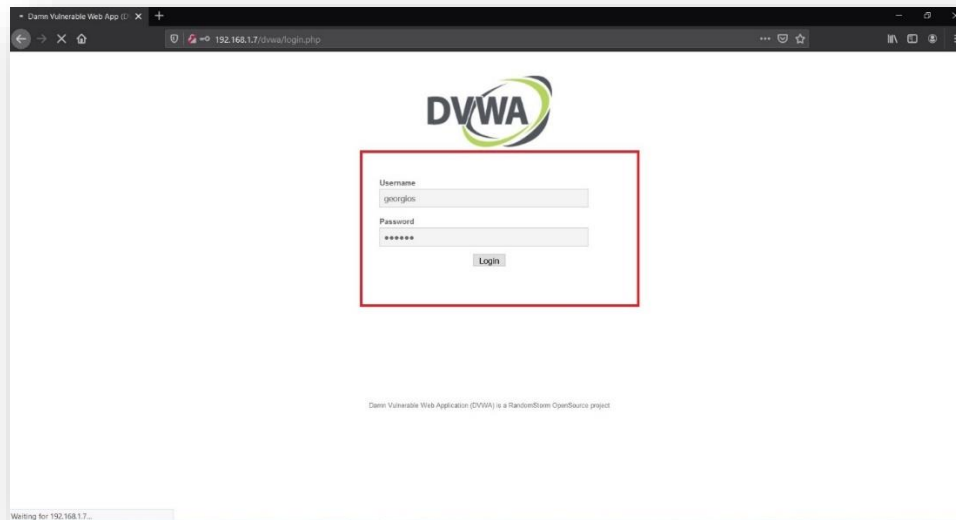 Damn Vulnerable Web App (D
192.168.1.7/dvwa/login.php
DVWA
Username
georgios
Password
••••••
Login
Damn Vulnerable Web Application (DVWA) is a RandomStorm OpenSource project
Waiting for 192.168.1.7...